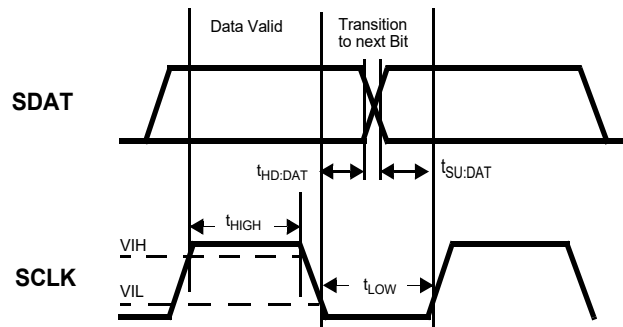 Data Valid
Transition
to next Bit
SDAT
tHD:DAT
tSU:DAT
tHIGH
VIH
SCLK
VIL
tLOW